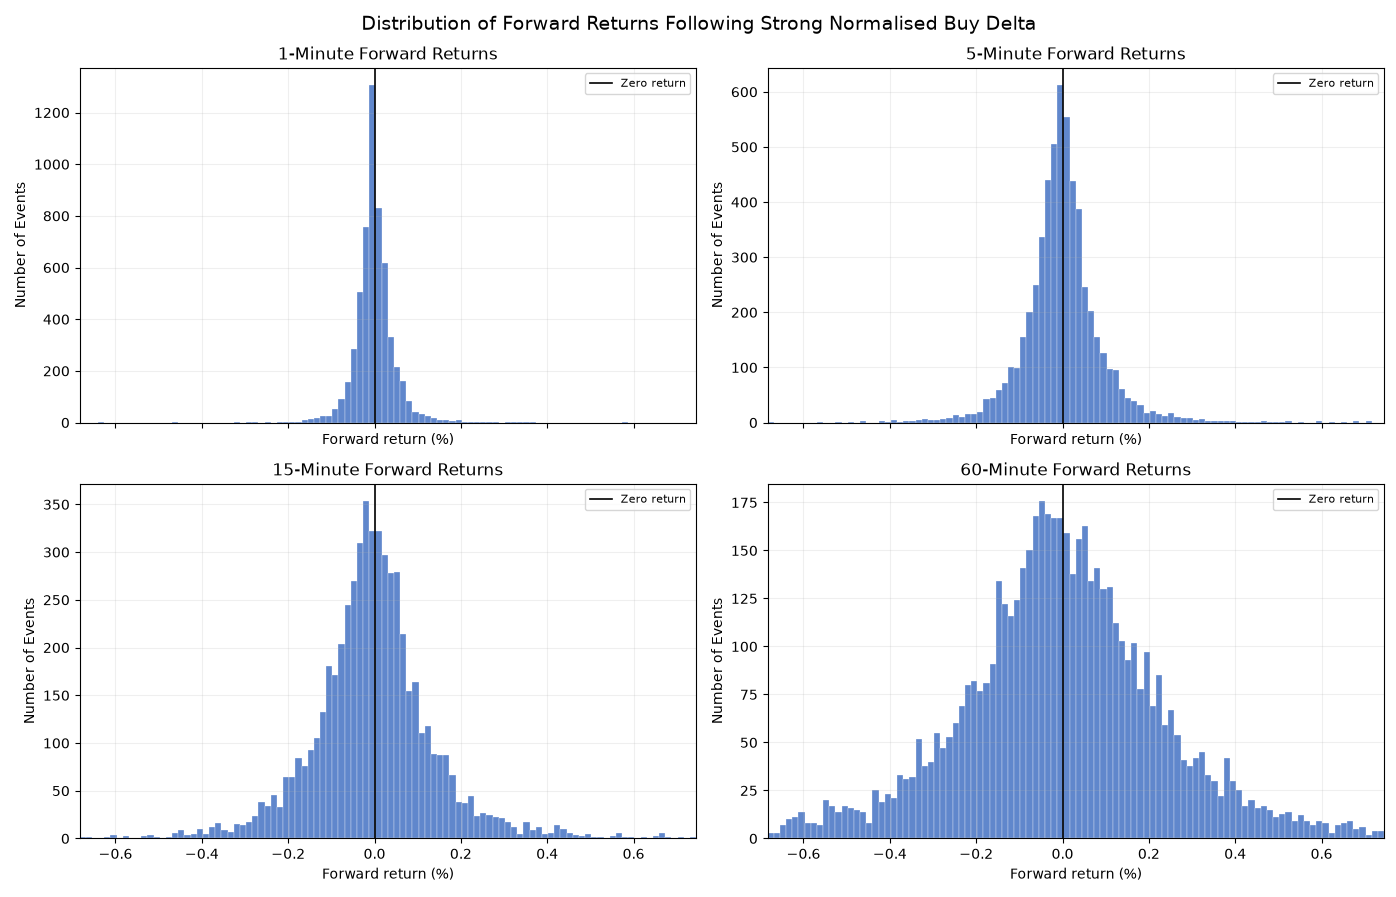 Distribution of Forward Returns Following Strong Normalised Buy Delta
1-Minute Forward Returns
Zero return
Number of Events
1200
1000
800
600
400
200
0
Forward return (%)
5-Minute Forward Returns
Zero return
Number of Events
600
500
400
300
200
100
0
Forward return (%)
15-Minute Forward Returns
Zero return
Number of Events
350
300
250
200
150
100
50
0
−0.6 −0.4 −0.2 0.0 0.2 0.4 0.6
Forward return (%)
60-Minute Forward Returns
Zero return
Number of Events
175
150
125
100
75
50
25
0
−0.6 −0.4 −0.2 0.0 0.2 0.4 0.6
Forward return (%)